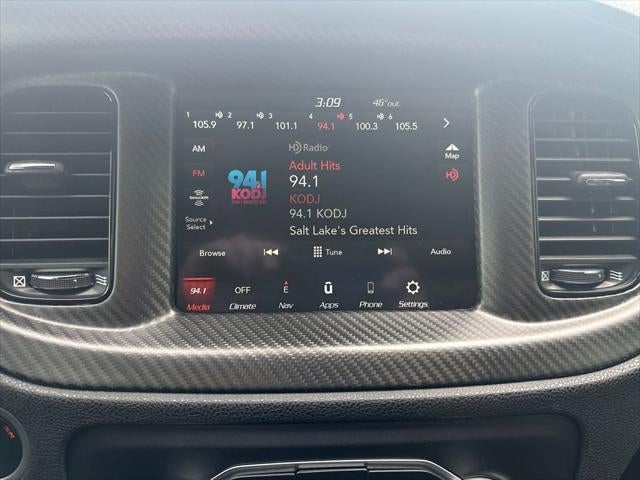 3:09 46°out.
1 105.9 2 97.1 3 101.1 4 94.1 5 100.3 6 105.5
AM HD Radio Map
Adult Hits
FM 94.1
94.1 KODJ KODJ
SiriusXM
94.1 KODJ
Source Select Salt Lake's Greatest Hits
Browse Tune Audio
94.1 OFF E
Media Climate Nav Apps Phone Settings